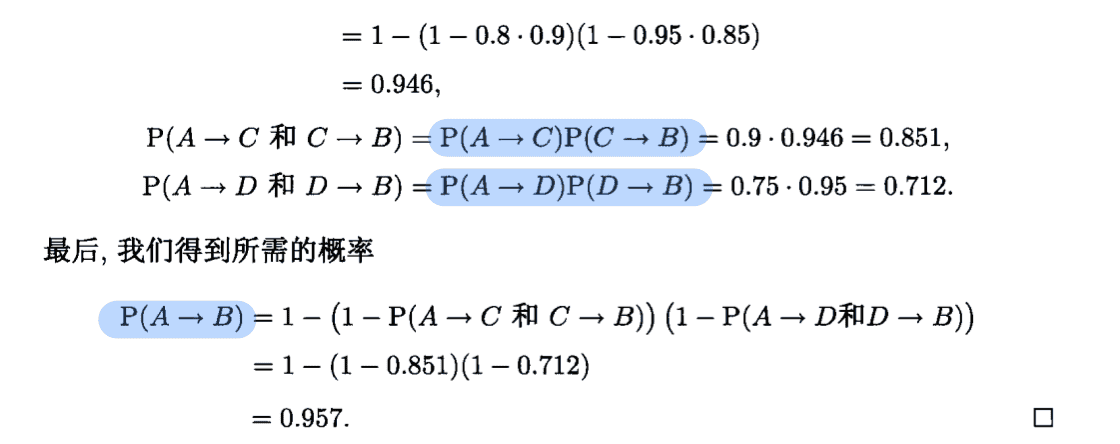 = 1 − (1 − 0.8 · 0.9)(1 − 0.95 · 0.85)
= 0.946,
P(A → C 和 C → B) = P(A → C)P(C → B) = 0.9 · 0.946 = 0.851,
P(A → D 和 D → B) = P(A → D)P(D → B) = 0.75 · 0.95 = 0.712.
最后, 我们得到所需的概率
P(A → B) = 1 − (1 − P(A → C 和 C → B)) (1 − P(A → D和D → B))
= 1 − (1 − 0.851)(1 − 0.712)
= 0.957. □